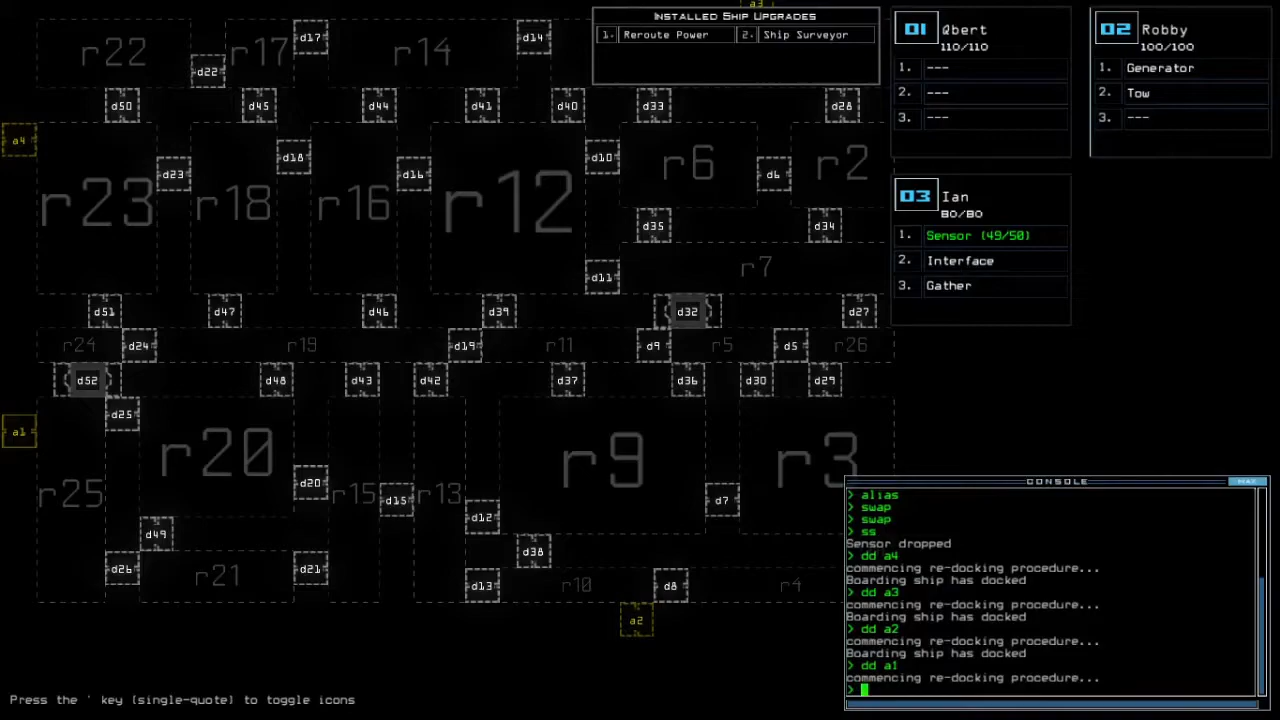 a3
Installed Ship Upgrades
1. Reroute Power 2. Ship Surveyor
01 Qbert
110/110
1. ---
2. ---
3. ---
02 Robby
100/100
1. Generator
2. Tow
3. ---
03 Ian
80/80
1. Sensor (49/50)
2. Interface
3. Gather
r22 d22 r17 d17 r14 d14
d50 d45 d44 d41 d40 d33 d28
a4
r23 d23 r18 d18 r16 d16 r12 d10 r6 d6 r2
d35 d34
d11 r7
d51 d47 d46 d39 d32 d27
r24 d24 r19 d19 r11 d9 r5 d5 r26
d52 d48 d43 d42 d37 d36 d30 d29
a1 d25
r25 r20 d20 r15 d15 r13 d12 r9 d7 r3
d49 d38
d26 r21 d21 d13 r10 d8 r4
a2
CONSOLE MAX
> alias
> swap
> swap
> ss
Sensor dropped
> dd a4
commencing re-docking procedure...
Boarding ship has docked
> dd a3
commencing re-docking procedure...
Boarding ship has docked
> dd a2
commencing re-docking procedure...
Boarding ship has docked
> dd a1
commencing re-docking procedure...
>
Press the ' key (single-quote) to toggle icons